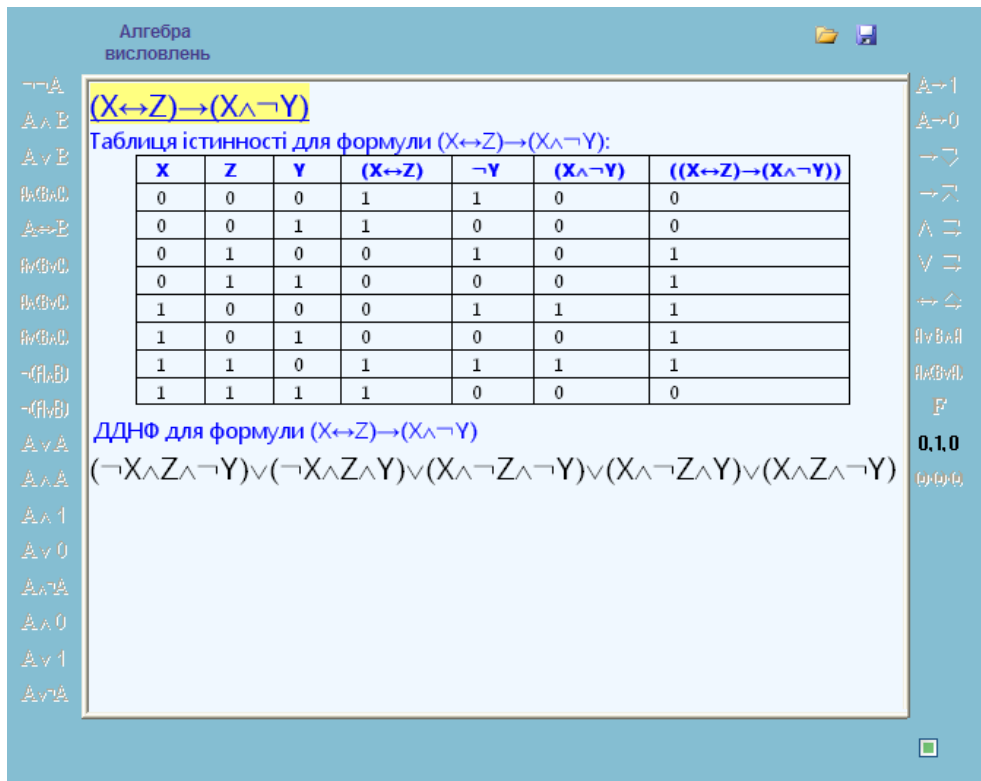 Алгебра
висловлень
¬¬A
A∧B
A∨B
A∧(B∧C)
A↔B
A∨(B∨C)
A∧(B∨C)
A∨(B∧C)
¬(A∧B)
¬(A∨B)
A∨A
A∧A
A∧1
A∨0
A∧¬A
A∧0
A∨1
A∨¬A
(X↔Z)→(X∧¬Y)
Таблиця істинності для формули (X↔Z)→(X∧¬Y):
X Z Y (X↔Z) ¬Y (X∧¬Y) ((X↔Z)→(X∧¬Y))
0 0 0 1 1 0 0
0 0 1 1 0 0 0
0 1 0 0 1 0 1
0 1 1 0 0 0 1
1 0 0 0 1 1 1
1 0 1 0 0 0 1
1 1 0 1 1 1 1
1 1 1 1 0 0 0
ДДНФ для формули (X↔Z)→(X∧¬Y)
(¬X∧Z∧¬Y)∨(¬X∧Z∧Y)∨(X∧¬Z∧¬Y)∨(X∧¬Z∧Y)∨(X∧Z∧¬Y)
A→1
A→0
A∨B∧A
F
0,1,0